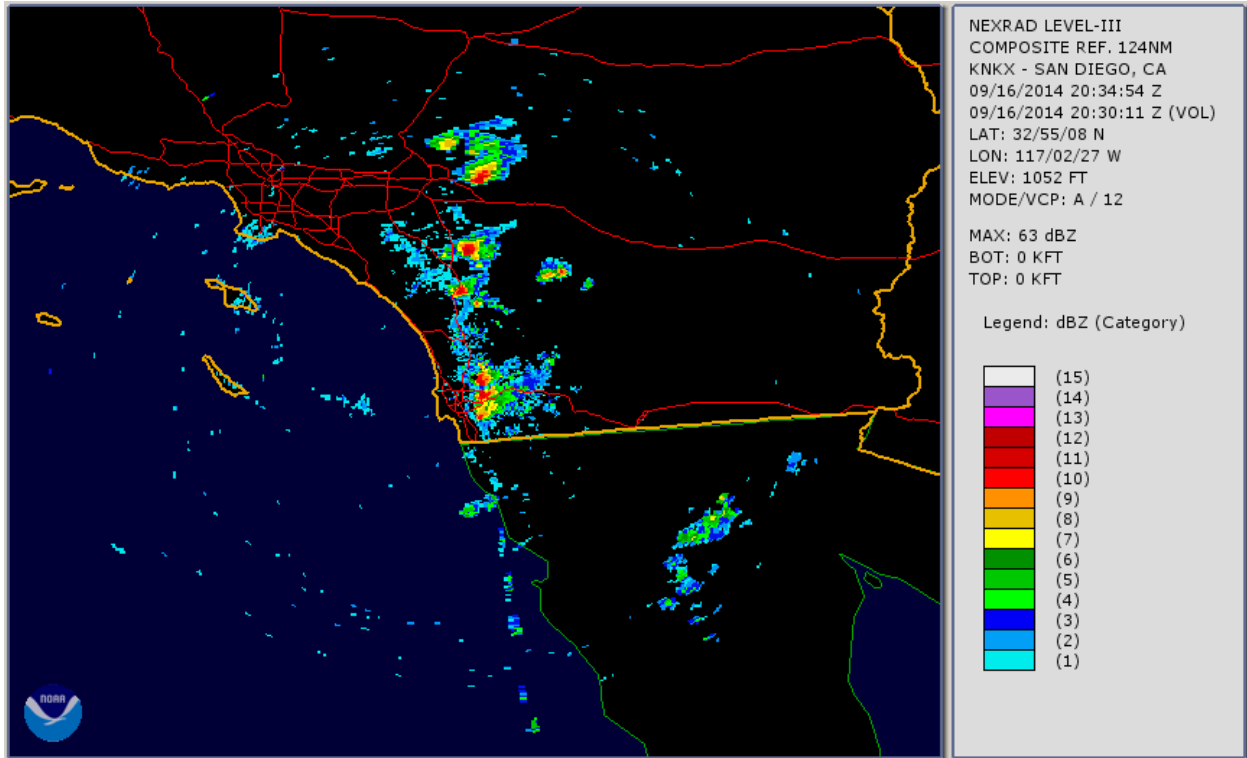 NEXRAD LEVEL-III
COMPOSITE REF. 124NM
KNKX - SAN DIEGO, CA
09/16/2014 20:34:54 Z
09/16/2014 20:30:11 Z (VOL)
LAT: 32/55/08 N
LON: 117/02/27 W
ELEV: 1052 FT
MODE/VCP: A / 12
MAX: 63 dBZ
BOT: 0 KFT
TOP: 0 KFT
Legend: dBZ (Category)
(15)
(14)
(13)
(12)
(11)
(10)
(9)
(8)
(7)
(6)
(5)
(4)
(3)
(2)
(1)
NOAA